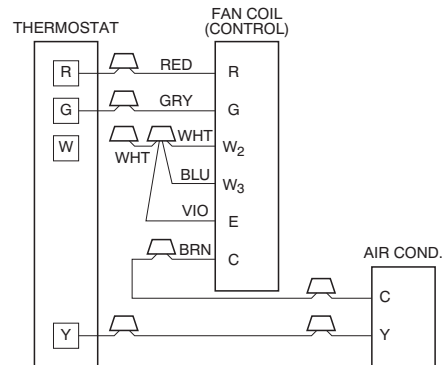 FAN COIL
(CONTROL)
THERMOSTAT
R RED R
G GRY G
W WHT W2
WHT
BLU W3
VIO E
BRN C
AIR COND.
C
Y Y